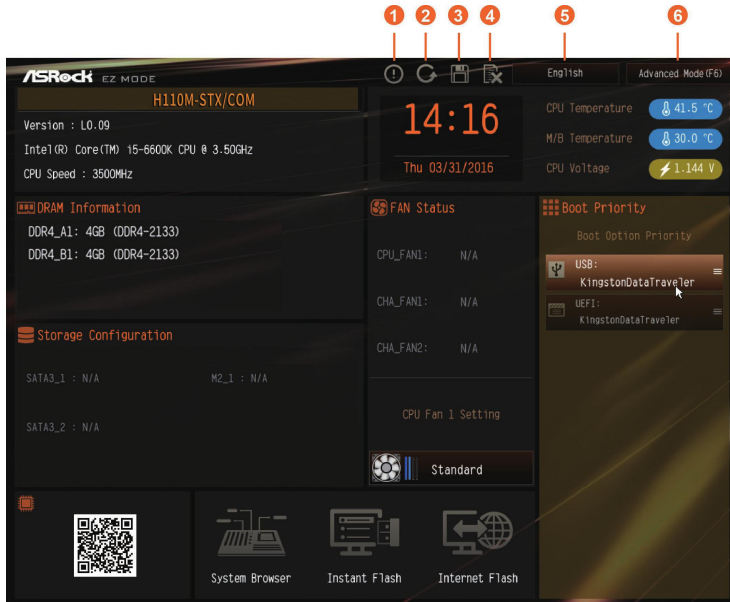 1 2 3 4 5 6
ASRock EZ MODE
English
Advanced Mode(F6)
H110M-STX/COM
Version : L0.09
Intel(R) Core(TM) i5-6600K CPU @ 3.50GHz
CPU Speed : 3500MHz
14:16
Thu 03/31/2016
CPU Temperature 41.5 °C
M/B Temperature 30.0 °C
CPU Voltage 1.144 V
DRAM Information
DDR4_A1: 4GB (DDR4-2133)
DDR4_B1: 4GB (DDR4-2133)
Storage Configuration
SATA3_1 : N/A M2_1 : N/A
SATA3_2 : N/A
FAN Status
CPU_FAN1: N/A
CHA_FAN1: N/A
CHA_FAN2: N/A
CPU Fan 1 Setting
Standard
Boot Priority
Boot Option Priority
USB:
KingstonDataTraveler
UEFI:
KingstonDataTraveler
System Browser
Instant Flash
Internet Flash